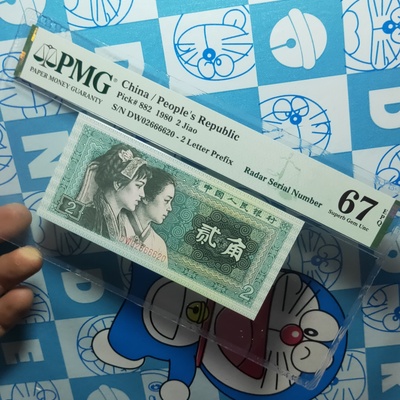 PMG
PAPER MONEY GUARANTY
China / People's Republic
Pick# 882 1980 2 Jiao
S/N DW02666620 - 2 Letter Prefix
Radar Serial Number
67 EPQ
Superb Gem Unc
中国人民银行
贰角
2
2